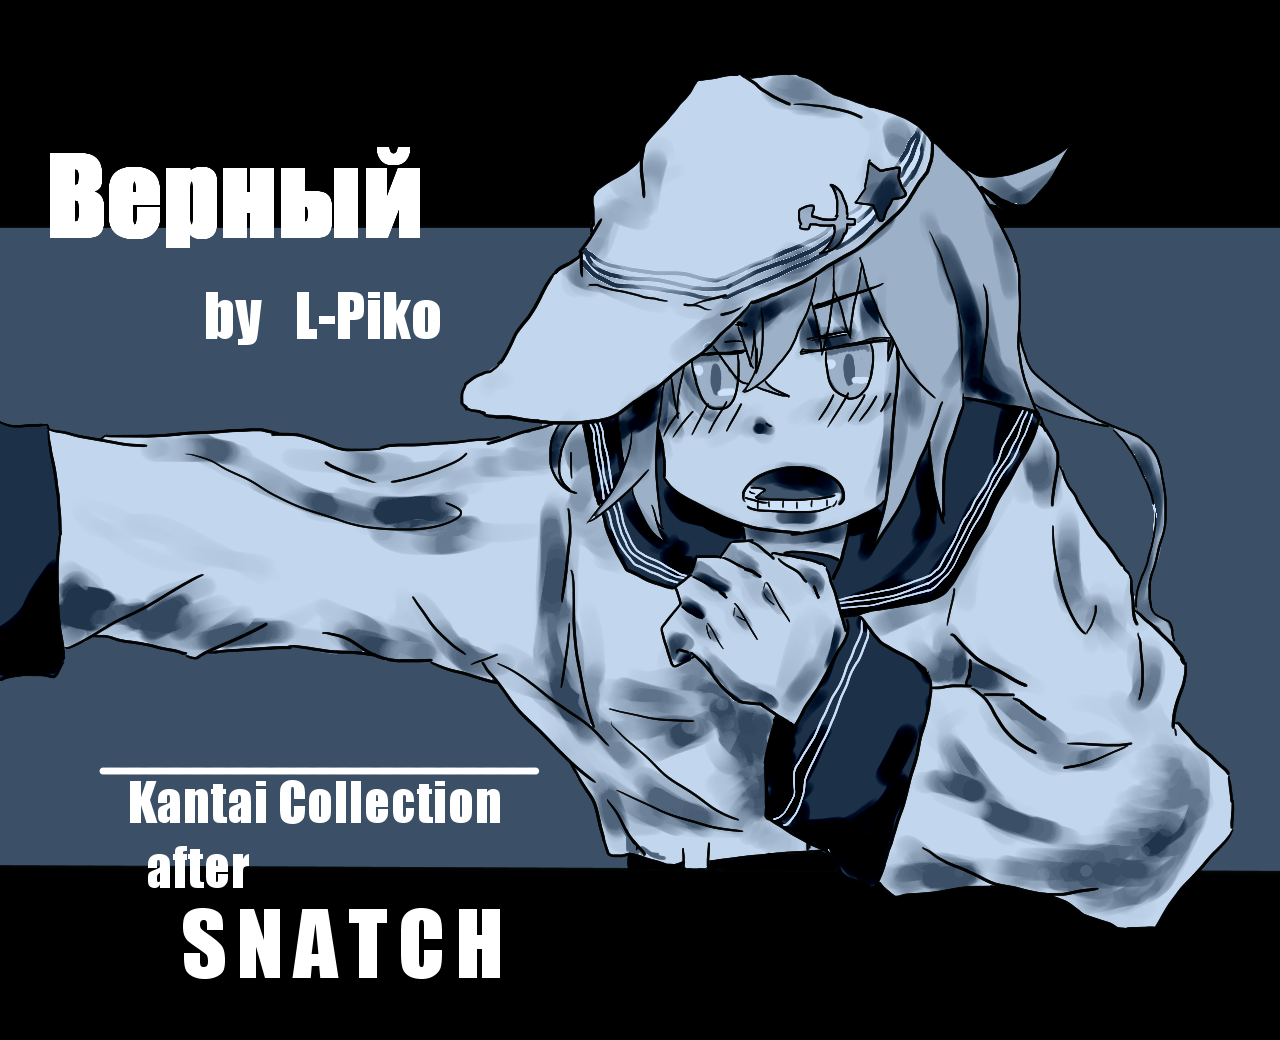 Верный
by L-Piko
Kantai Collection
after
SNATCH